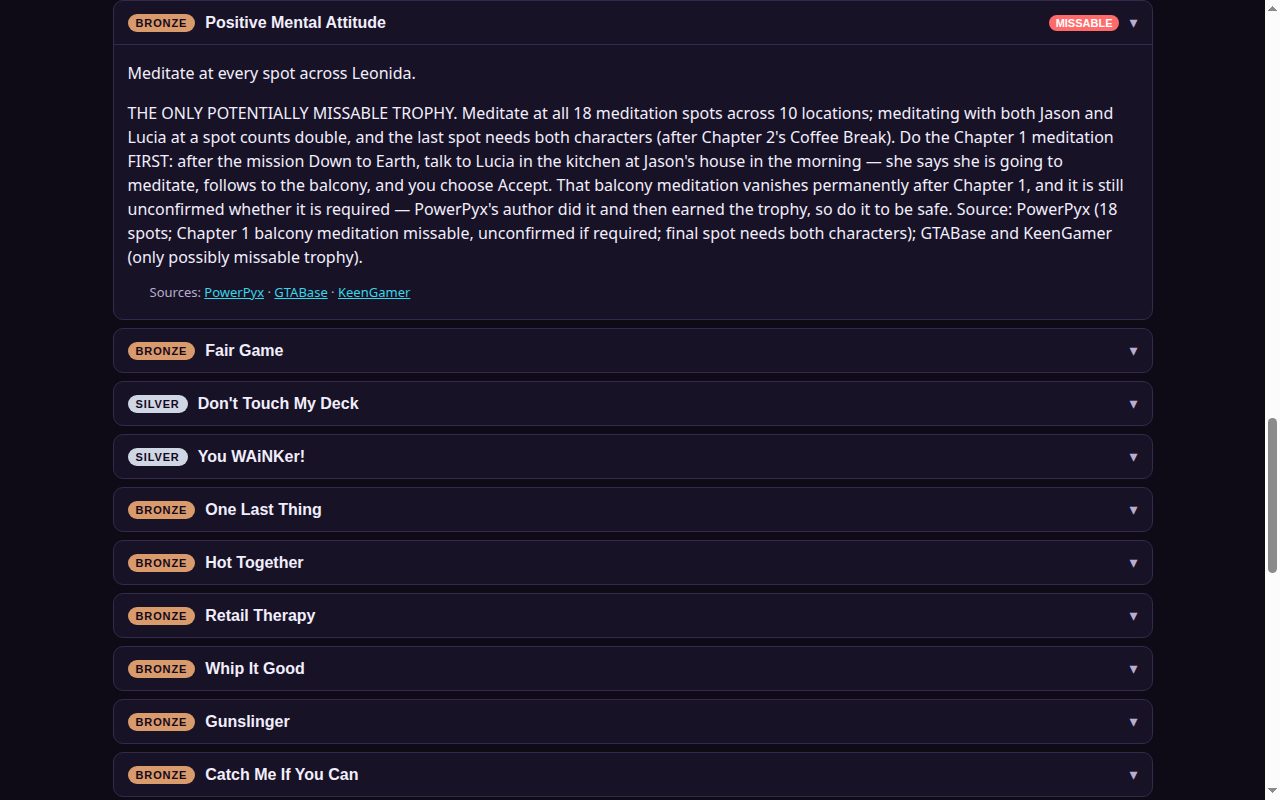 BRONZE Positive Mental Attitude MISSABLE ▼
Meditate at every spot across Leonida.
THE ONLY POTENTIALLY MISSABLE TROPHY. Meditate at all 18 meditation spots across 10 locations; meditating with both Jason and
Lucia at a spot counts double, and the last spot needs both characters (after Chapter 2's Coffee Break). Do the Chapter 1 meditation
FIRST: after the mission Down to Earth, talk to Lucia in the kitchen at Jason's house in the morning — she says she is going to
meditate, follows to the balcony, and you choose Accept. That balcony meditation vanishes permanently after Chapter 1, and it is still
unconfirmed whether it is required — PowerPyx's author did it and then earned the trophy, so do it to be safe. Source: PowerPyx (18
spots; Chapter 1 balcony meditation missable, unconfirmed if required; final spot needs both characters); GTABase and KeenGamer
(only possibly missable trophy).
Sources: PowerPyx · GTABase · KeenGamer
BRONZE Fair Game ▼
SILVER Don't Touch My Deck ▼
SILVER You WAiNKer! ▼
BRONZE One Last Thing ▼
BRONZE Hot Together ▼
BRONZE Retail Therapy ▼
BRONZE Whip It Good ▼
BRONZE Gunslinger ▼
BRONZE Catch Me If You Can ▼